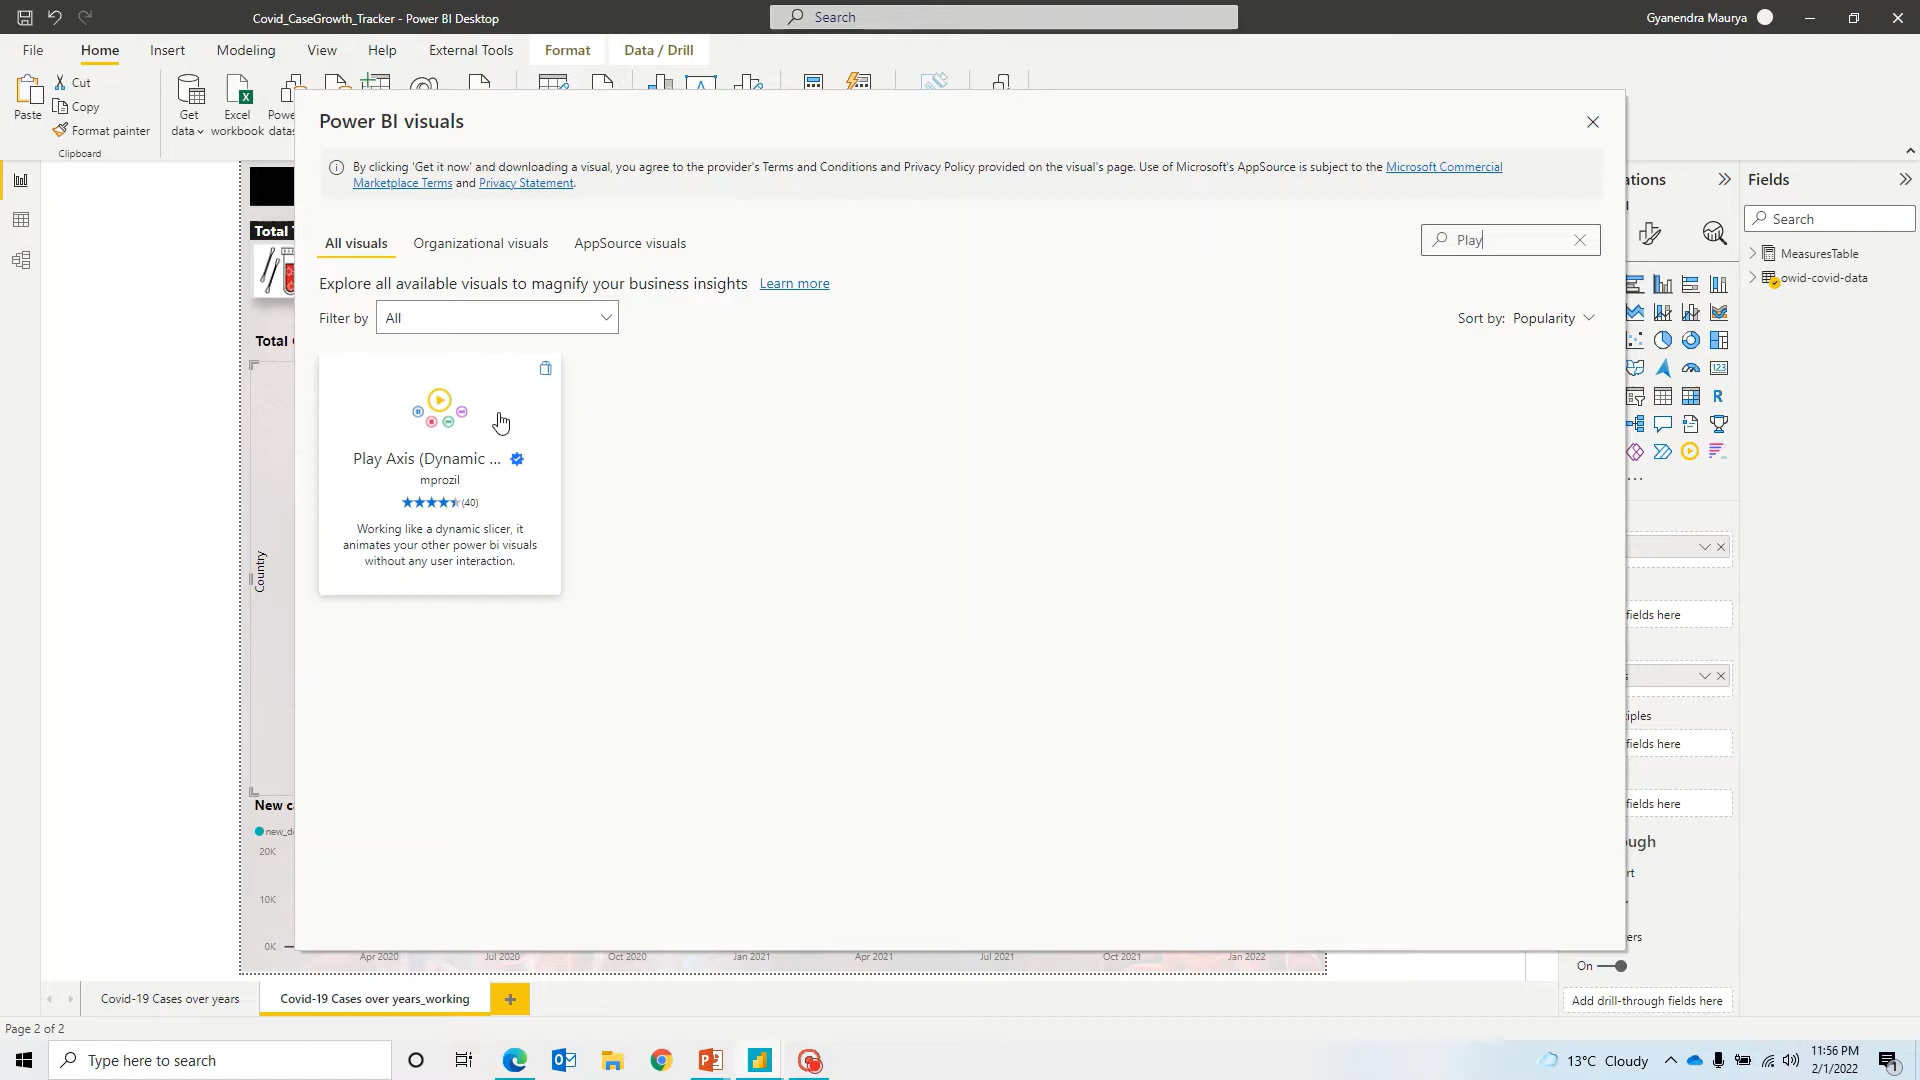 Covid_CaseGrowth_Tracker - Power BI Desktop
Search
Gyanendra Maurya
File
Home
Insert
Modeling
View
Help
External Tools
Format
Data / Drill
Paste
Cut
Copy
Format painter
Clipboard
Get
data
Excel
workbook
Power BI visuals
By clicking 'Get it now' and downloading a visual, you agree to the provider's Terms and Conditions and Privacy Policy provided on the visual's page. Use of Microsoft's AppSource is subject to the Microsoft Commercial
Marketplace Terms and Privacy Statement.
All visuals
Organizational visuals
AppSource visuals
Play
Explore all available visuals to magnify your business insights Learn more
Filter by
All
Sort by: Popularity
Play Axis (Dynamic ...
mprozil
(40)
Working like a dynamic slicer, it
animates your other power bi visuals
without any user interaction.
ations
Fields
Search
MeasuresTable
owid-covid-data
123
R
...
fields here
s
iples
fields here
fields here
ough
rt
ers
On
Add drill-through fields here
Total
Total
Country
New c
new_d
20K
10K
0K
Apr 2020
Jul 2020
Oct 2020
Jan 2021
Apr 2021
Jul 2021
Oct 2021
Jan 2022
Covid-19 Cases over years
Covid-19 Cases over years_working
+
Page 2 of 2
Type here to search
13°C Cloudy
11:56 PM
2/1/2022
1